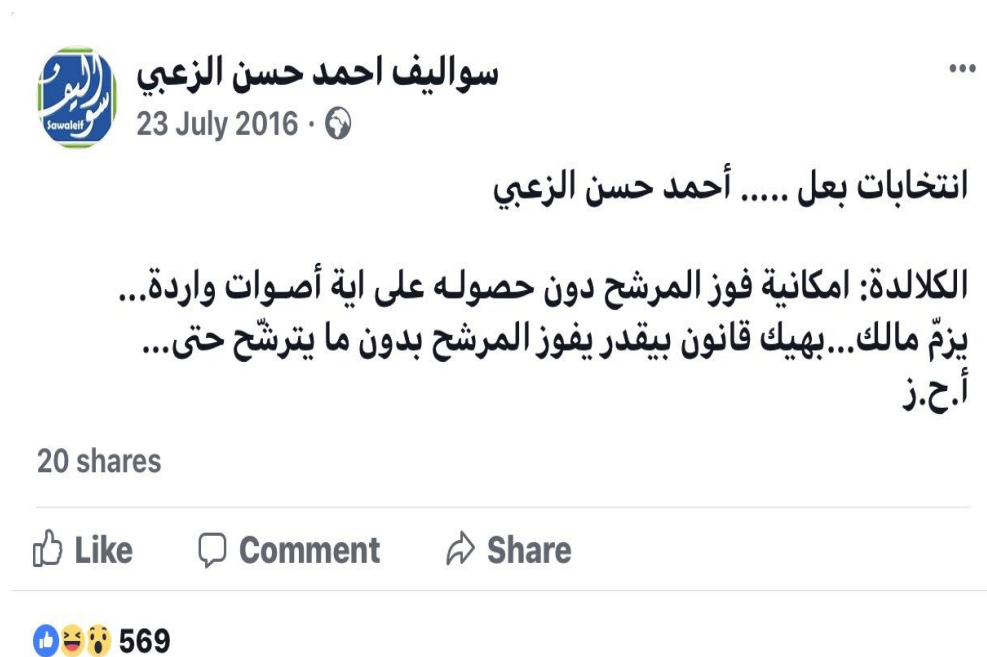 سواليف احمد حسن الزعبي
23 July 2016 ·
انتخابات بعل ..... أحمد حسن الزعبي
الكلالدة: امكانية فوز المرشح دون حصوله على اية أصوات واردة...
يزمّ مالك...بهيك قانون بيقدر يفوز المرشح بدون ما يترشّح حتى...
أ.ح.ز
20 shares
Like Comment Share
569
سواليف
Sawaleif